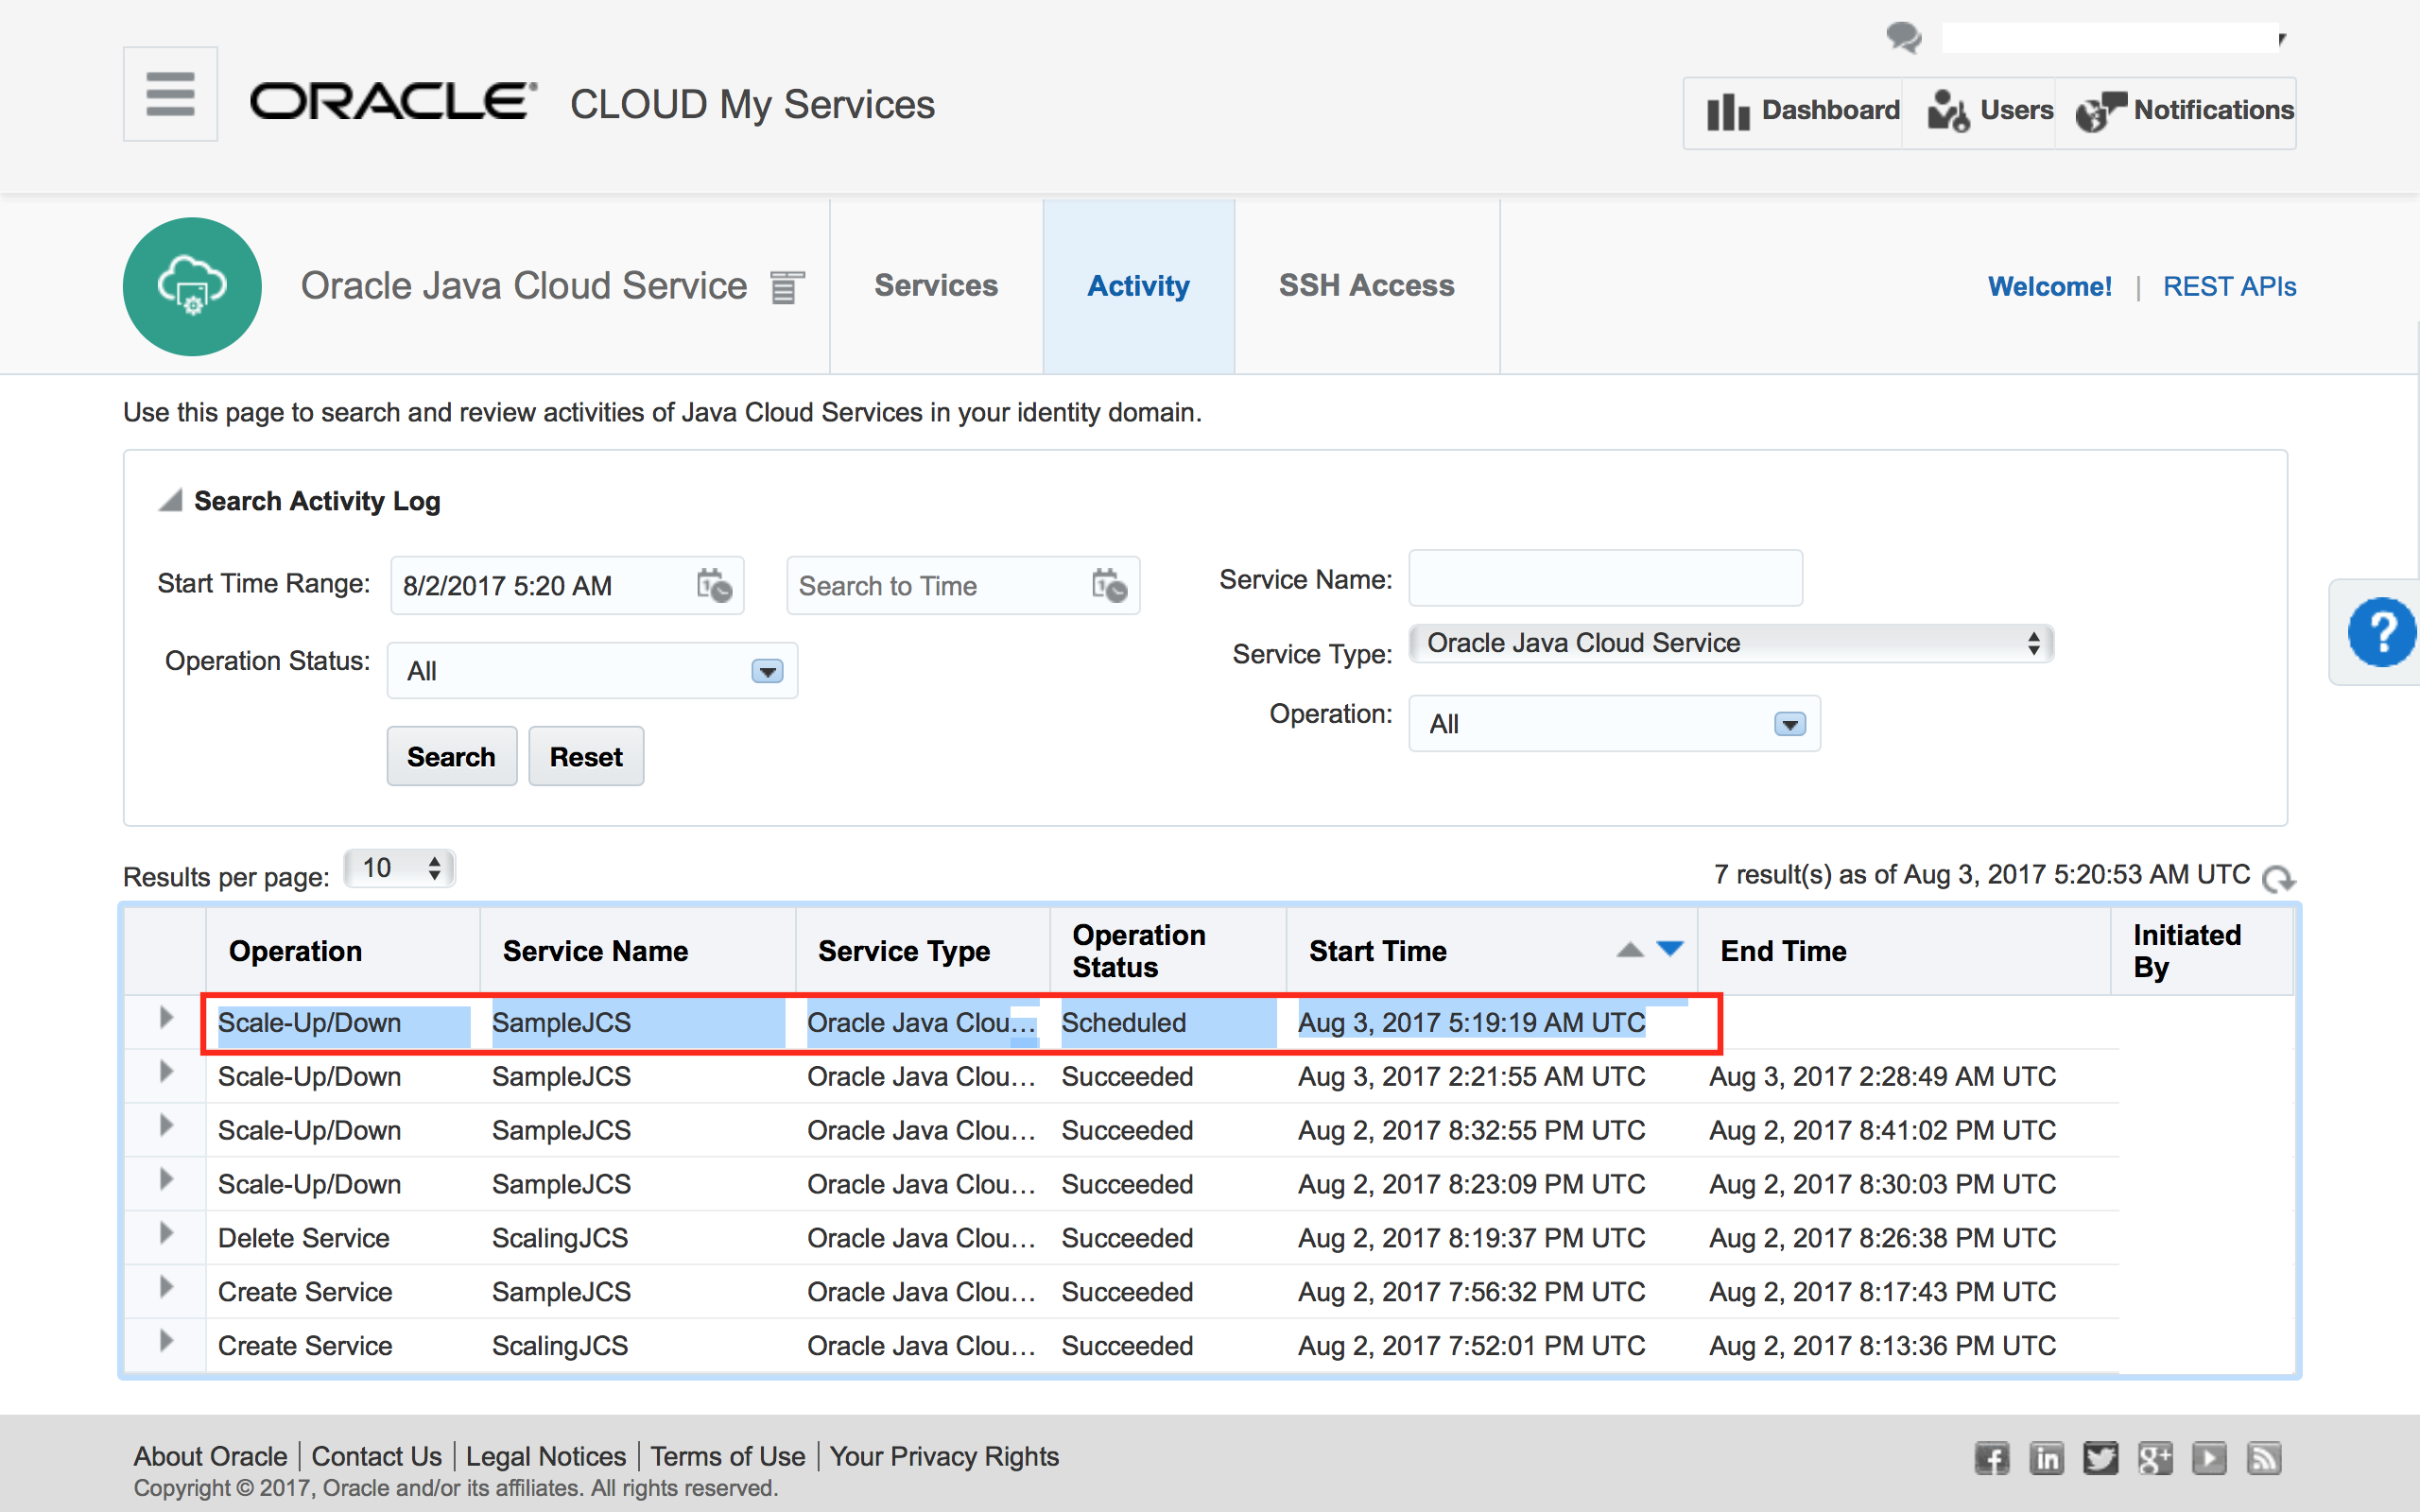 ORACLE® CLOUD My Services
Dashboard Users Notifications
Oracle Java Cloud Service Services Activity SSH Access Welcome! | REST APIs
Use this page to search and review activities of Java Cloud Services in your identity domain.
Search Activity Log
Start Time Range: 8/2/2017 5:20 AM Search to Time Service Name:
Operation Status: All Service Type: Oracle Java Cloud Service
Operation: All
Search Reset
Results per page: 10 7 result(s) as of Aug 3, 2017 5:20:53 AM UTC
Operation Service Name Service Type Operation Status Start Time End Time Initiated By
Scale-Up/Down SampleJCS Oracle Java Clou... Scheduled Aug 3, 2017 5:19:19 AM UTC
Scale-Up/Down SampleJCS Oracle Java Clou... Succeeded Aug 3, 2017 2:21:55 AM UTC Aug 3, 2017 2:28:49 AM UTC
Scale-Up/Down SampleJCS Oracle Java Clou... Succeeded Aug 2, 2017 8:32:55 PM UTC Aug 2, 2017 8:41:02 PM UTC
Scale-Up/Down SampleJCS Oracle Java Clou... Succeeded Aug 2, 2017 8:23:09 PM UTC Aug 2, 2017 8:30:03 PM UTC
Delete Service ScalingJCS Oracle Java Clou... Succeeded Aug 2, 2017 8:19:37 PM UTC Aug 2, 2017 8:26:38 PM UTC
Create Service SampleJCS Oracle Java Clou... Succeeded Aug 2, 2017 7:56:32 PM UTC Aug 2, 2017 8:17:43 PM UTC
Create Service ScalingJCS Oracle Java Clou... Succeeded Aug 2, 2017 7:52:01 PM UTC Aug 2, 2017 8:13:36 PM UTC
About Oracle | Contact Us | Legal Notices | Terms of Use | Your Privacy Rights
Copyright © 2017, Oracle and/or its affiliates. All rights reserved.